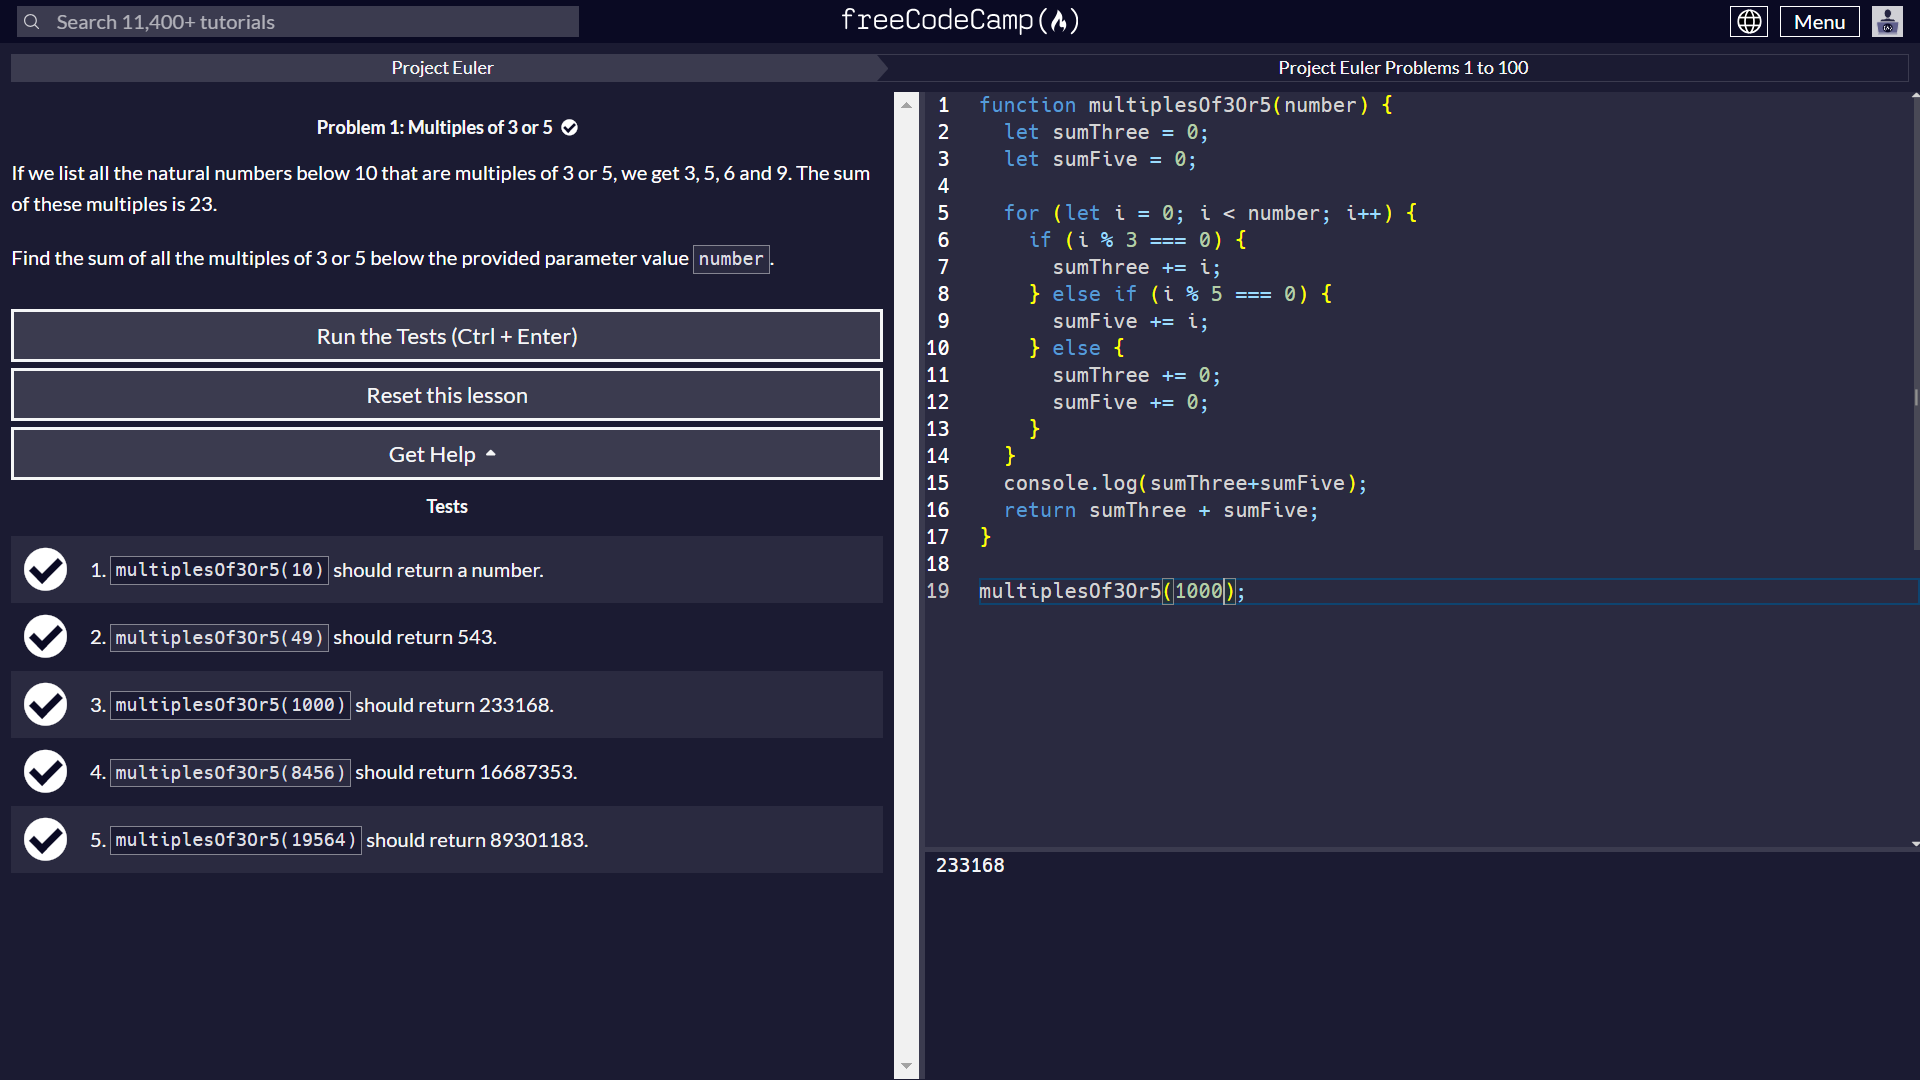 Search 11,400+ tutorials
freeCodeCamp(🔥)
Menu
Project Euler
Project Euler Problems 1 to 100
Problem 1: Multiples of 3 or 5
If we list all the natural numbers below 10 that are multiples of 3 or 5, we get 3, 5, 6 and 9. The sum
of these multiples is 23.
Find the sum of all the multiples of 3 or 5 below the provided parameter value number.
Run the Tests (Ctrl + Enter)
Reset this lesson
Get Help
Tests
1. multiplesOf3Or5(10) should return a number.
2. multiplesOf3Or5(49) should return 543.
3. multiplesOf3Or5(1000) should return 233168.
4. multiplesOf3Or5(8456) should return 16687353.
5. multiplesOf3Or5(19564) should return 89301183.
1 function multiplesOf3Or5(number) {
2   let sumThree = 0;
3   let sumFive = 0;
4
5   for (let i = 0; i < number; i++) {
6     if (i % 3 === 0) {
7       sumThree += i;
8     } else if (i % 5 === 0) {
9       sumFive += i;
10     } else {
11       sumThree += 0;
12       sumFive += 0;
13     }
14   }
15   console.log(sumThree+sumFive);
16   return sumThree + sumFive;
17 }
18
19 multiplesOf3Or5(1000);
233168